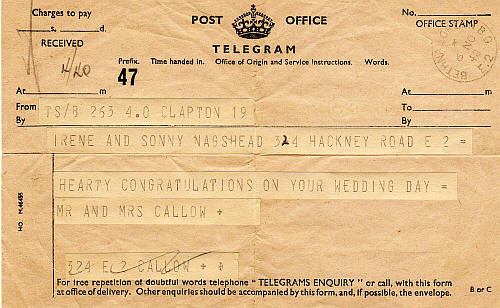 Charges to pay
s. d.
RECEIVED
4/40
At m
From
By
POST OFFICE
TELEGRAM
Prefix. Time handed in. Office of Origin and Service Instructions. Words.
47
No.
OFFICE STAMP
BETHNAL
E.2
At m
To
By
TS/B 263 4.0 CLAPTON 19
IRENE AND SONNY NAGSHEAD 324 HACKNEY ROAD E 2 =
HEARTY CONGRATULATIONS ON YOUR WEDDING DAY =
MR AND MRS CALLOW +
324 E 2 CALLOW + +
For free repetition of doubtful words telephone "TELEGRAMS ENQUIRY" or call, with this form
at office of delivery. Other enquiries should be accompanied by this form, and, if possible, the envelope.
B or C